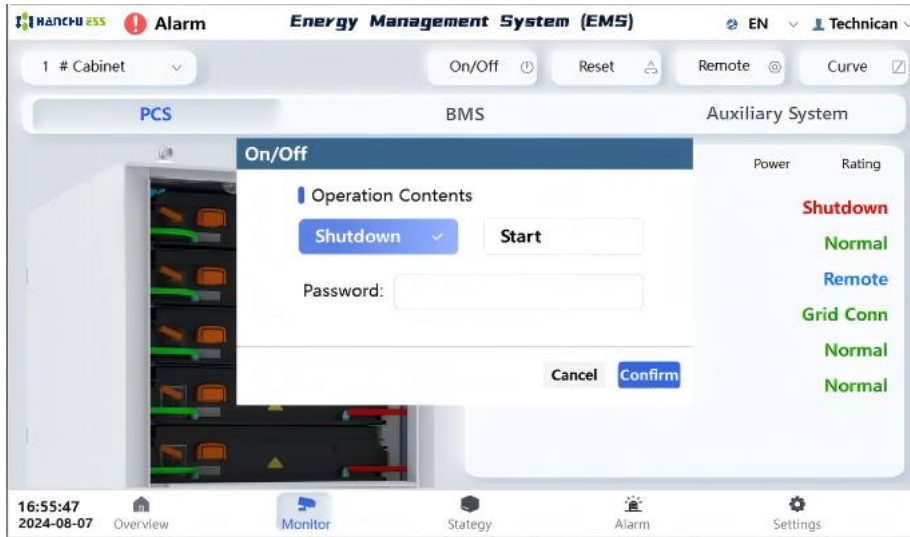 HANCHU ESS Alarm Energy Management System (EMS) EN Technican
1 # Cabinet On/Off Reset Remote Curve
PCS BMS Auxiliary System
On/Off
Power Rating
Operation Contents
Shutdown
Shutdown Start
Normal
Remote
Password:
Grid Conn
Normal
Cancel Confirm
Normal
16:55:47
2024-08-07
Overview Monitor Stategy Alarm Settings